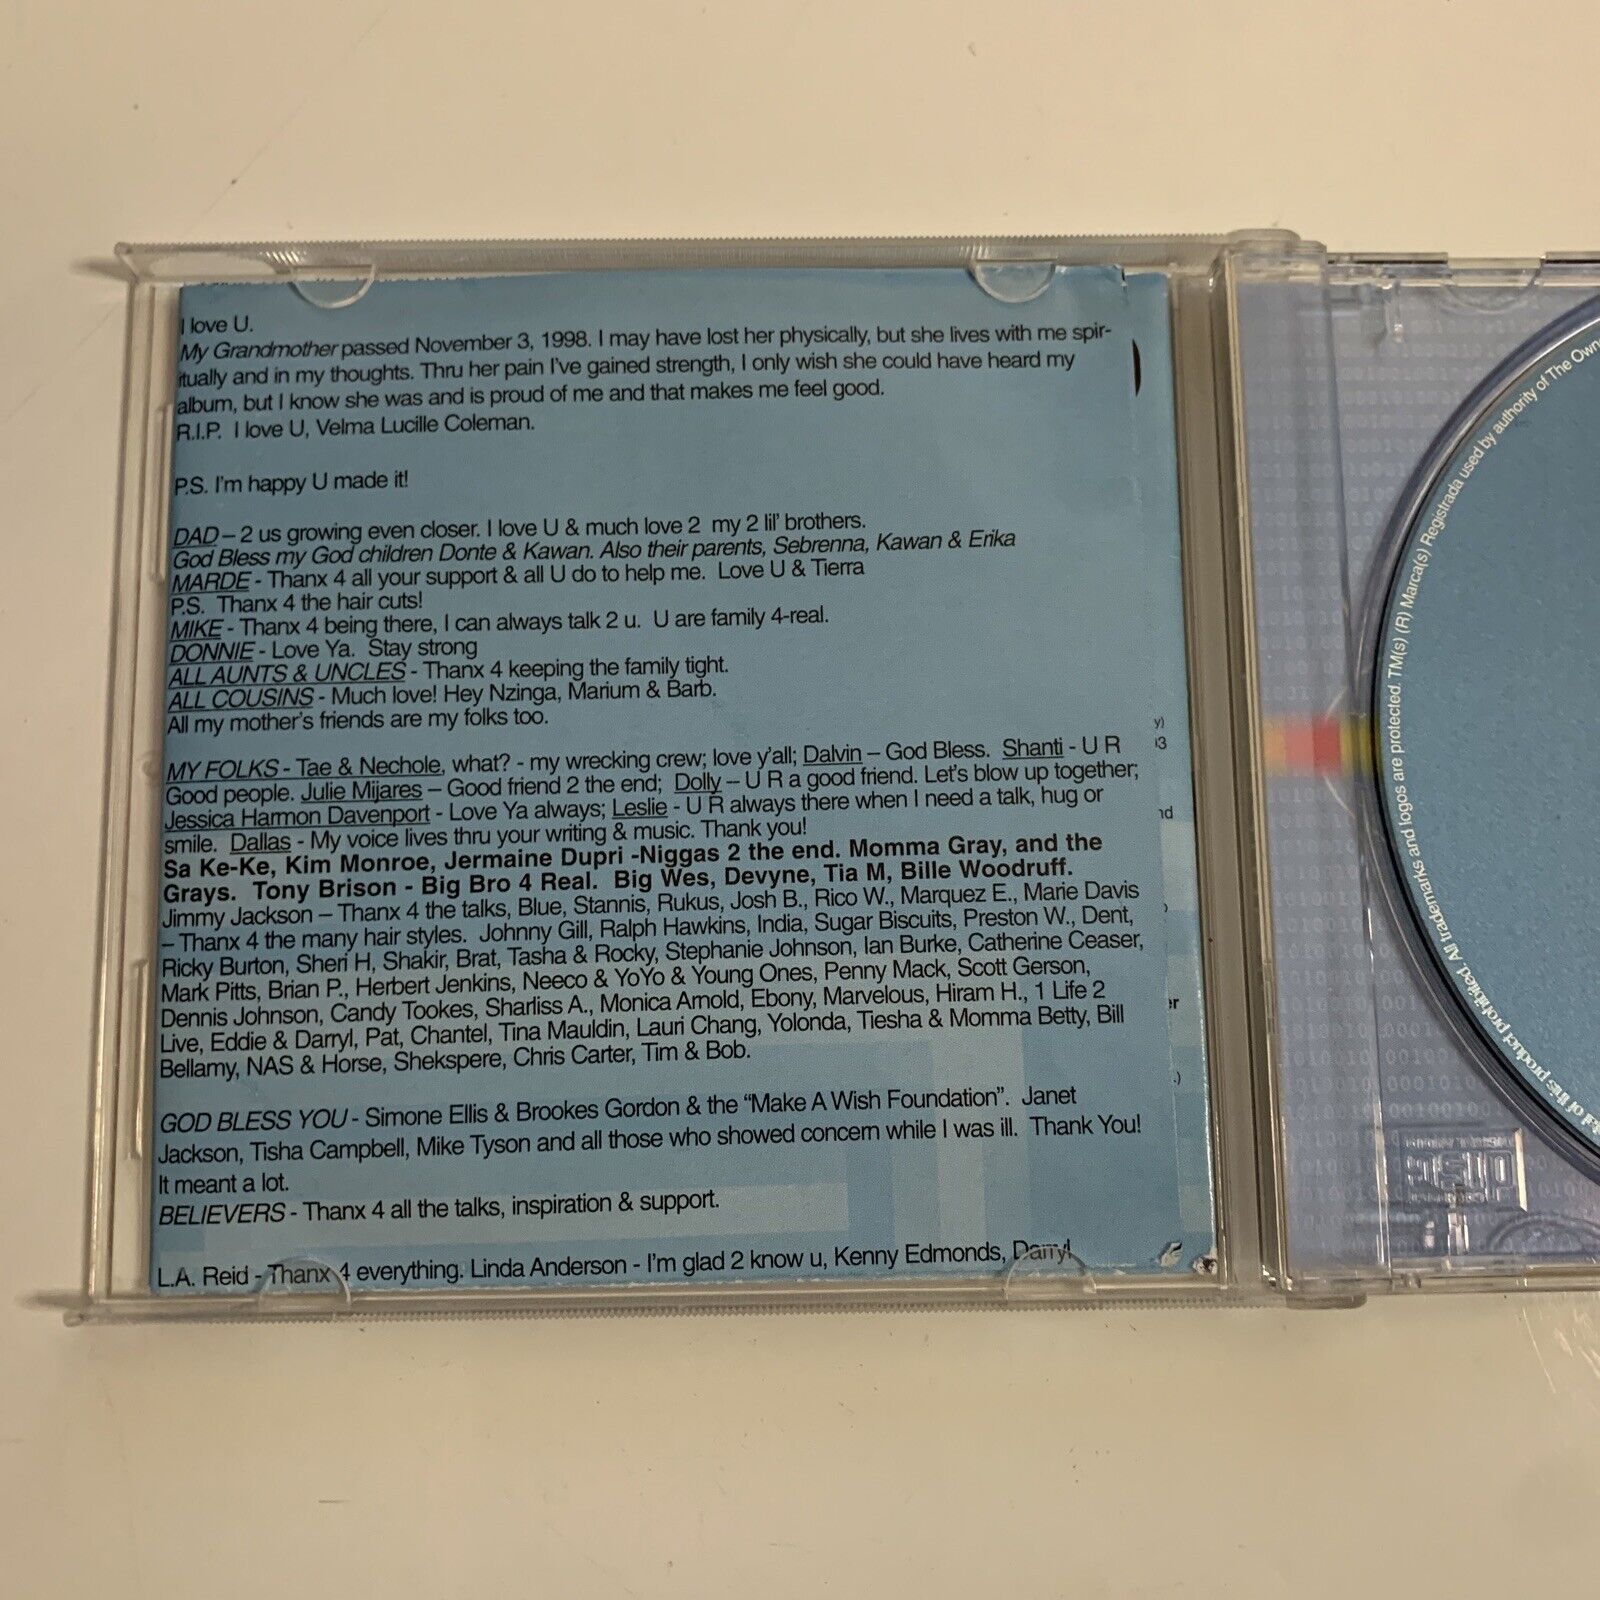 I love U.
My Grandmother passed November 3, 1998. I may have lost her physically, but she lives with me spir-
itually and in my thoughts. Thru her pain I've gained strength, I only wish she could have heard my
album, but I know she was and is proud of me and that makes me feel good.
R.I.P. I love U, Velma Lucille Coleman.
P.S. I'm happy U made it!
DAD – 2 us growing even closer. I love U & much love 2 my 2 lil' brothers.
God Bless my God children Donte & Kawan. Also their parents, Sebrenna, Kawan & Erika
MARDE - Thanx 4 all your support & all U do to help me. Love U & Tierra
P.S. Thanx 4 the hair cuts!
MIKE - Thanx 4 being there, I can always talk 2 u. U are family 4-real.
DONNIE - Love Ya. Stay strong
ALL AUNTS & UNCLES - Thanx 4 keeping the family tight.
ALL COUSINS - Much love! Hey Nzinga, Marium & Barb.
All my mother's friends are my folks too.
MY FOLKS - Tae & Nechole, what? - my wrecking crew; love y'all; Dalvin – God Bless. Shanti - U R
Good people. Julie Mijares – Good friend 2 the end; Dolly – U R a good friend. Let's blow up together;
Jessica Harmon Davenport - Love Ya always; Leslie - U R always there when I need a talk, hug or
smile. Dallas - My voice lives thru your writing & music. Thank you!
Sa Ke-Ke, Kim Monroe, Jermaine Dupri -Niggas 2 the end. Momma Gray, and the
Grays. Tony Brison - Big Bro 4 Real. Big Wes, Devyne, Tia M, Bille Woodruff.
Jimmy Jackson – Thanx 4 the talks, Blue, Stannis, Rukus, Josh B., Rico W., Marquez E., Marie Davis
– Thanx 4 the many hair styles. Johnny Gill, Ralph Hawkins, India, Sugar Biscuits, Preston W., Dent,
Ricky Burton, Sheri H, Shakir, Brat, Tasha & Rocky, Stephanie Johnson, Ian Burke, Catherine Ceaser,
Mark Pitts, Brian P., Herbert Jenkins, Neeco & YoYo & Young Ones, Penny Mack, Scott Gerson,
Dennis Johnson, Candy Tookes, Sharliss A., Monica Arnold, Ebony, Marvelous, Hiram H., 1 Life 2
Live, Eddie & Darryl, Pat, Chantel, Tina Mauldin, Lauri Chang, Yolonda, Tiesha & Momma Betty, Bill
Bellamy, NAS & Horse, Shekspere, Chris Carter, Tim & Bob.
GOD BLESS YOU - Simone Ellis & Brookes Gordon & the "Make A Wish Foundation". Janet
Jackson, Tisha Campbell, Mike Tyson and all those who showed concern while I was ill. Thank You!
It meant a lot.
BELIEVERS - Thanx 4 all the talks, inspiration & support.
L.A. Reid - Thanx 4 everything. Linda Anderson - I'm glad 2 know u, Kenny Edmonds, Darryl
of this product prohibited. All trademarks and logos are protected. TM(s) (R) Marca(s) Registrada used by authority of The Own